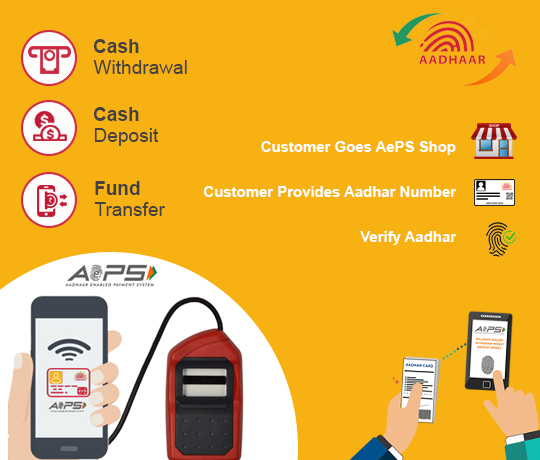 Cash
Withdrawal
AADHAAR
Cash
Deposit
SHOP
Customer Goes AePS Shop
Fund
Transfer
Customer Provides Aadhar Number
Verify Aadhar
AePS
AADHAAR ENABLED PAYMENT SYSTEM
AePS
AePS
AADHAR CARD